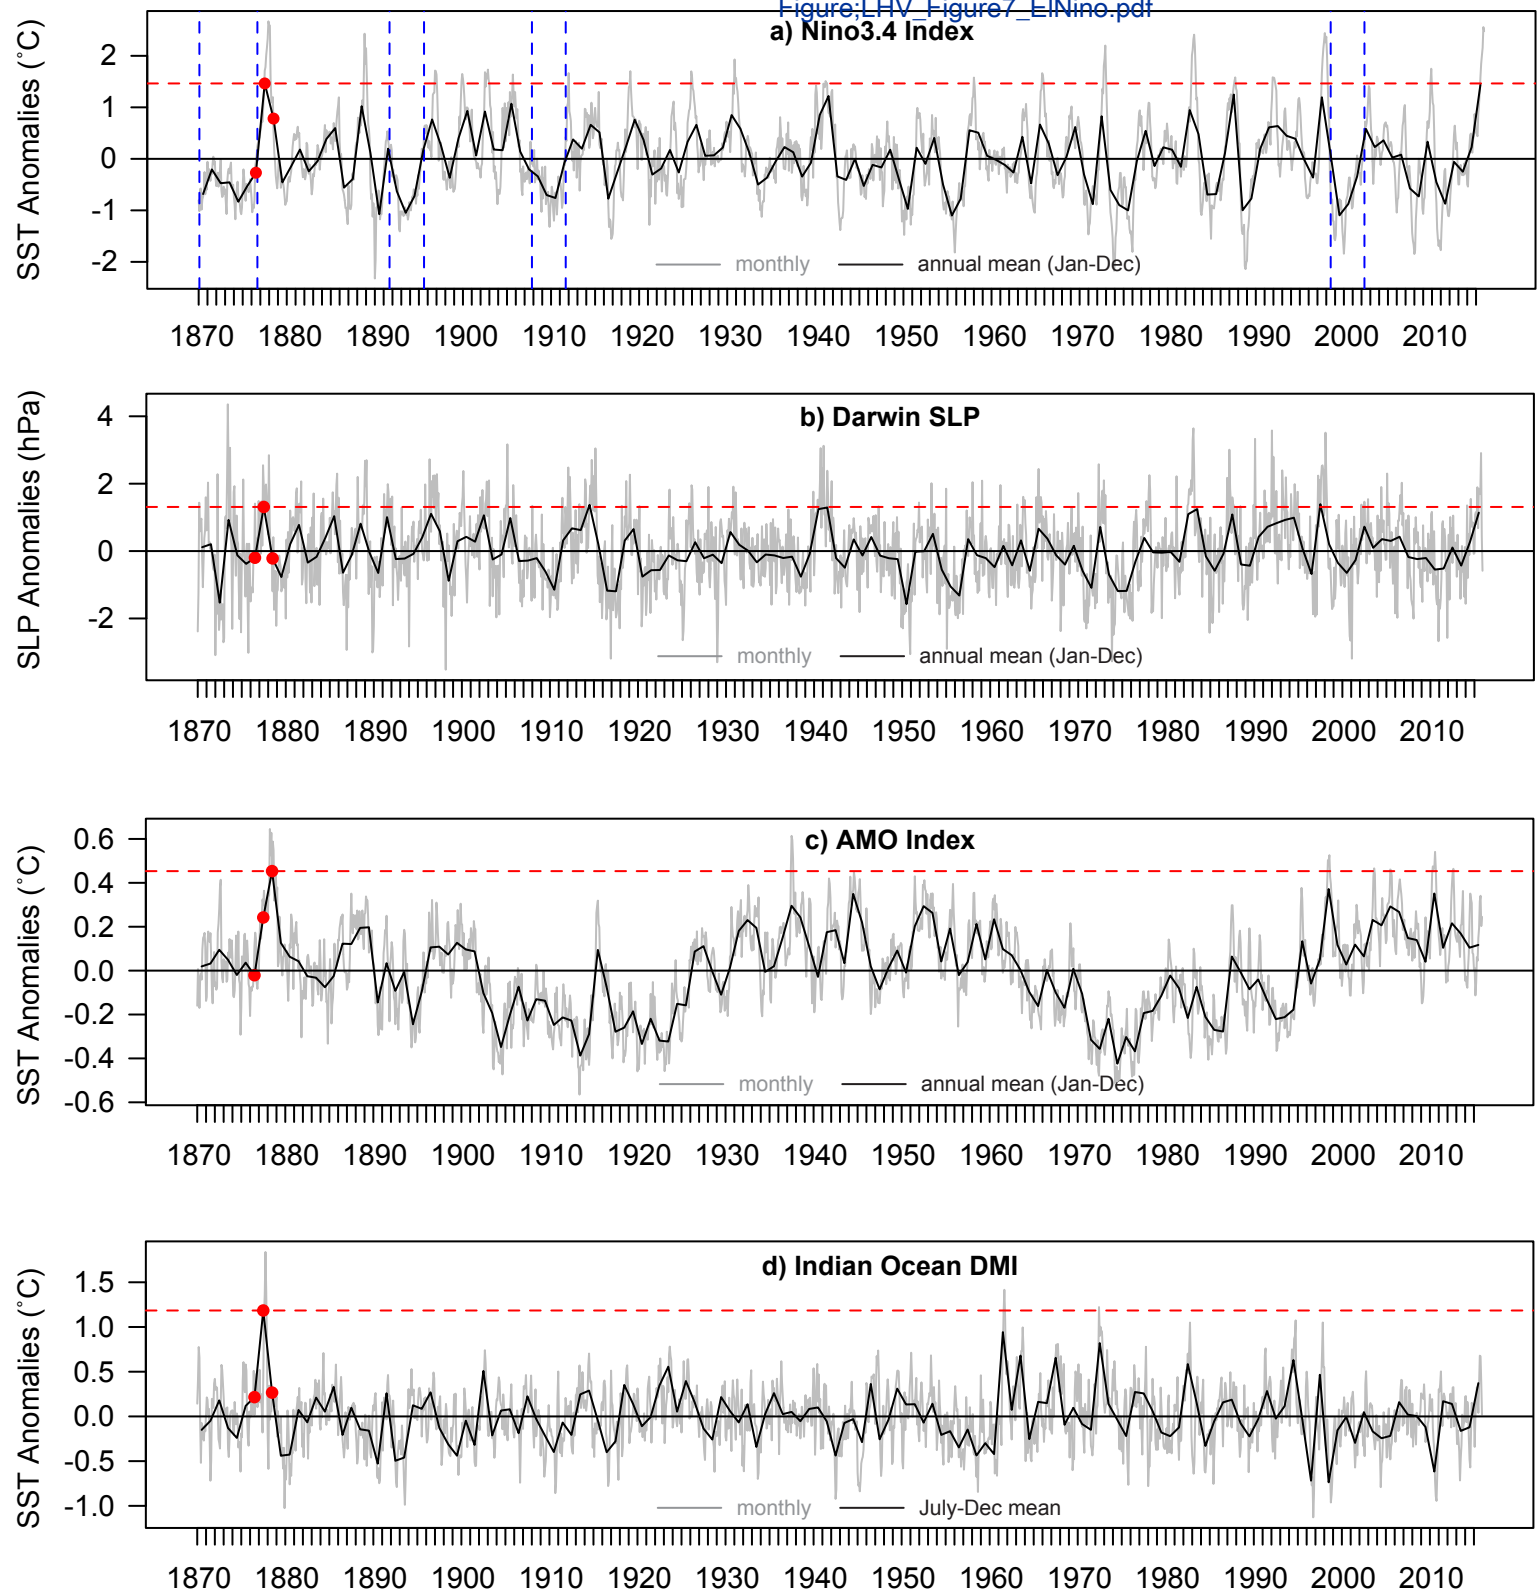 Figure;LHV_Figure7_ElNino.pdf
a) Nino3.4 Index
SST Anomalies (˚C)
2
1
0
-1
-2
monthly
annual mean (Jan-Dec)
1870 1880 1890 1900 1910 1920 1930 1940 1950 1960 1970 1980 1990 2000 2010
b) Darwin SLP
SLP Anomalies (hPa)
4
2
0
-2
monthly
annual mean (Jan-Dec)
1870 1880 1890 1900 1910 1920 1930 1940 1950 1960 1970 1980 1990 2000 2010
c) AMO Index
SST Anomalies (˚C)
0.6
0.4
0.2
0.0
-0.2
-0.4
-0.6
monthly
annual mean (Jan-Dec)
1870 1880 1890 1900 1910 1920 1930 1940 1950 1960 1970 1980 1990 2000 2010
d) Indian Ocean DMI
SST Anomalies (˚C)
1.5
1.0
0.5
0.0
-0.5
-1.0
monthly
July-Dec mean
1870 1880 1890 1900 1910 1920 1930 1940 1950 1960 1970 1980 1990 2000 2010